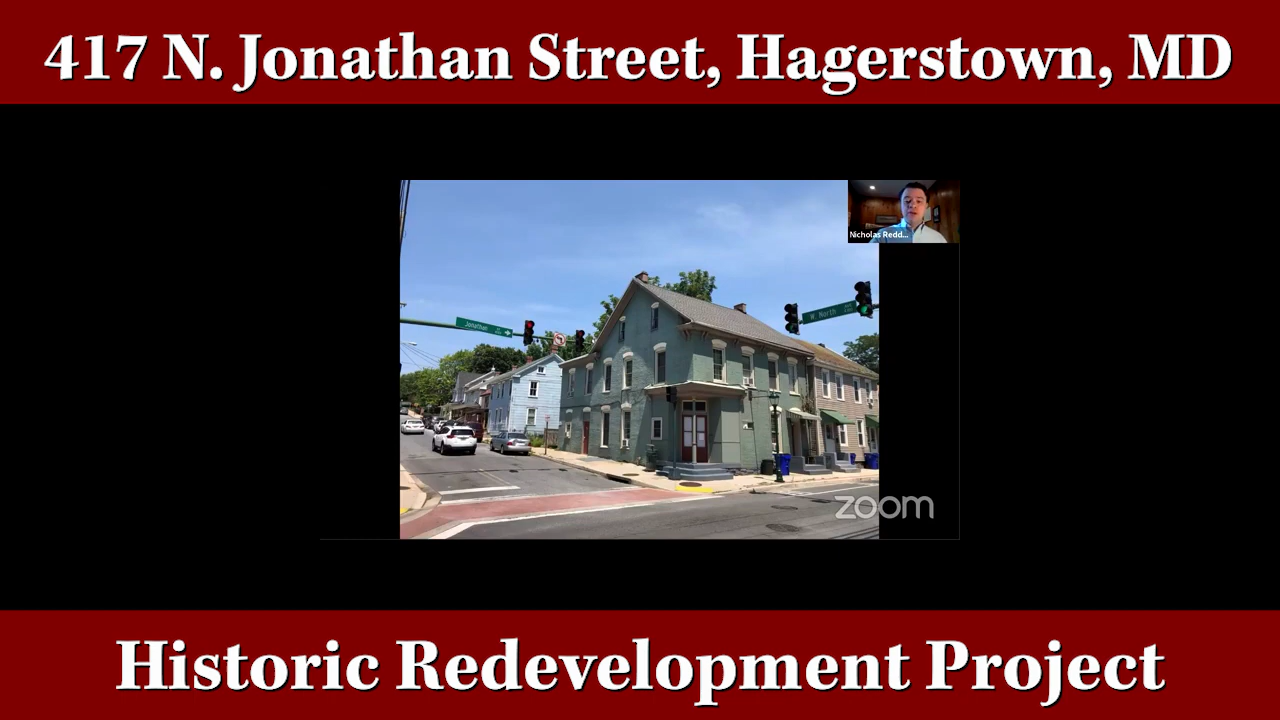 417 N. Jonathan Street, Hagerstown, MD
Nicholas Redd...
Jonathan
W. North
zoom
Historic Redevelopment Project